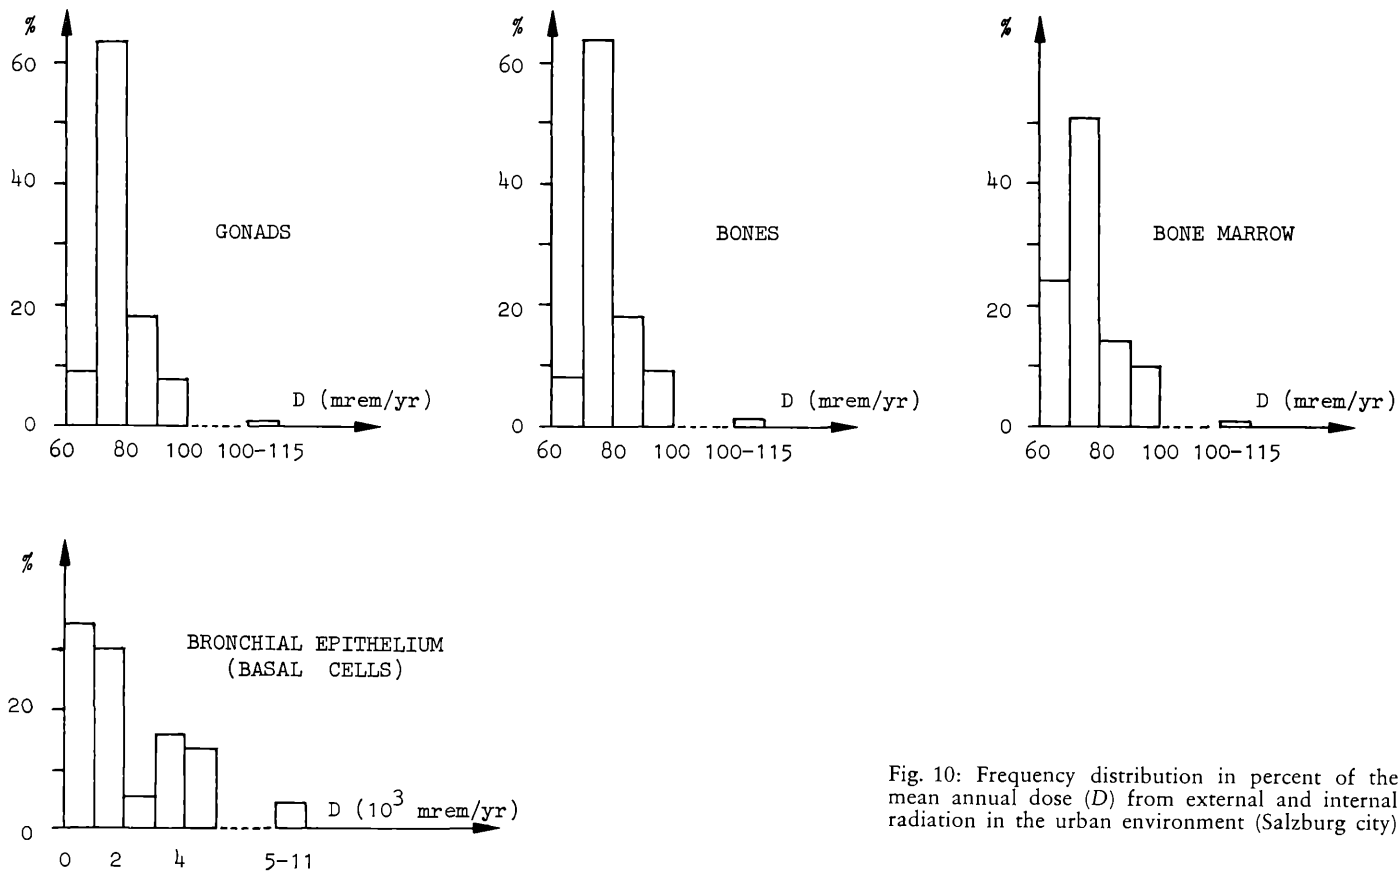 %
60
40
20
0
GONADS
D (mrem/yr)
60 80 100 100-115
%
60
40
20
0
BONES
D (mrem/yr)
60 80 100 100-115
%
40
20
0
BONE MARROW
D (mrem/yr)
60 80 100 100-115
%
20
0
BRONCHIAL EPITHELIUM
(BASAL CELLS)
D (10³ mrem/yr)
0 2 4 5-11
Fig. 10: Frequency distribution in percent of the
mean annual dose (D) from external and internal
radiation in the urban environment (Salzburg city)